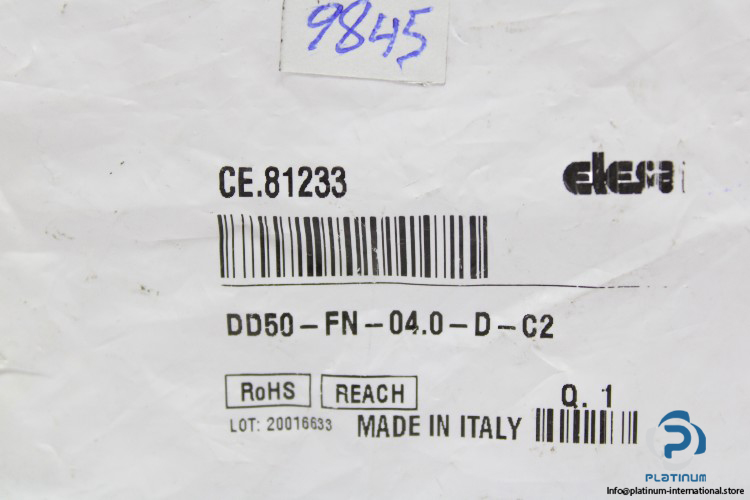 9845
CE.81233
elesa
DD50-FN-04.0-D-C2
RoHS REACH
Q. 1
LOT: 20016633 MADE IN ITALY
PLATINUM
Info@platinum-international.store